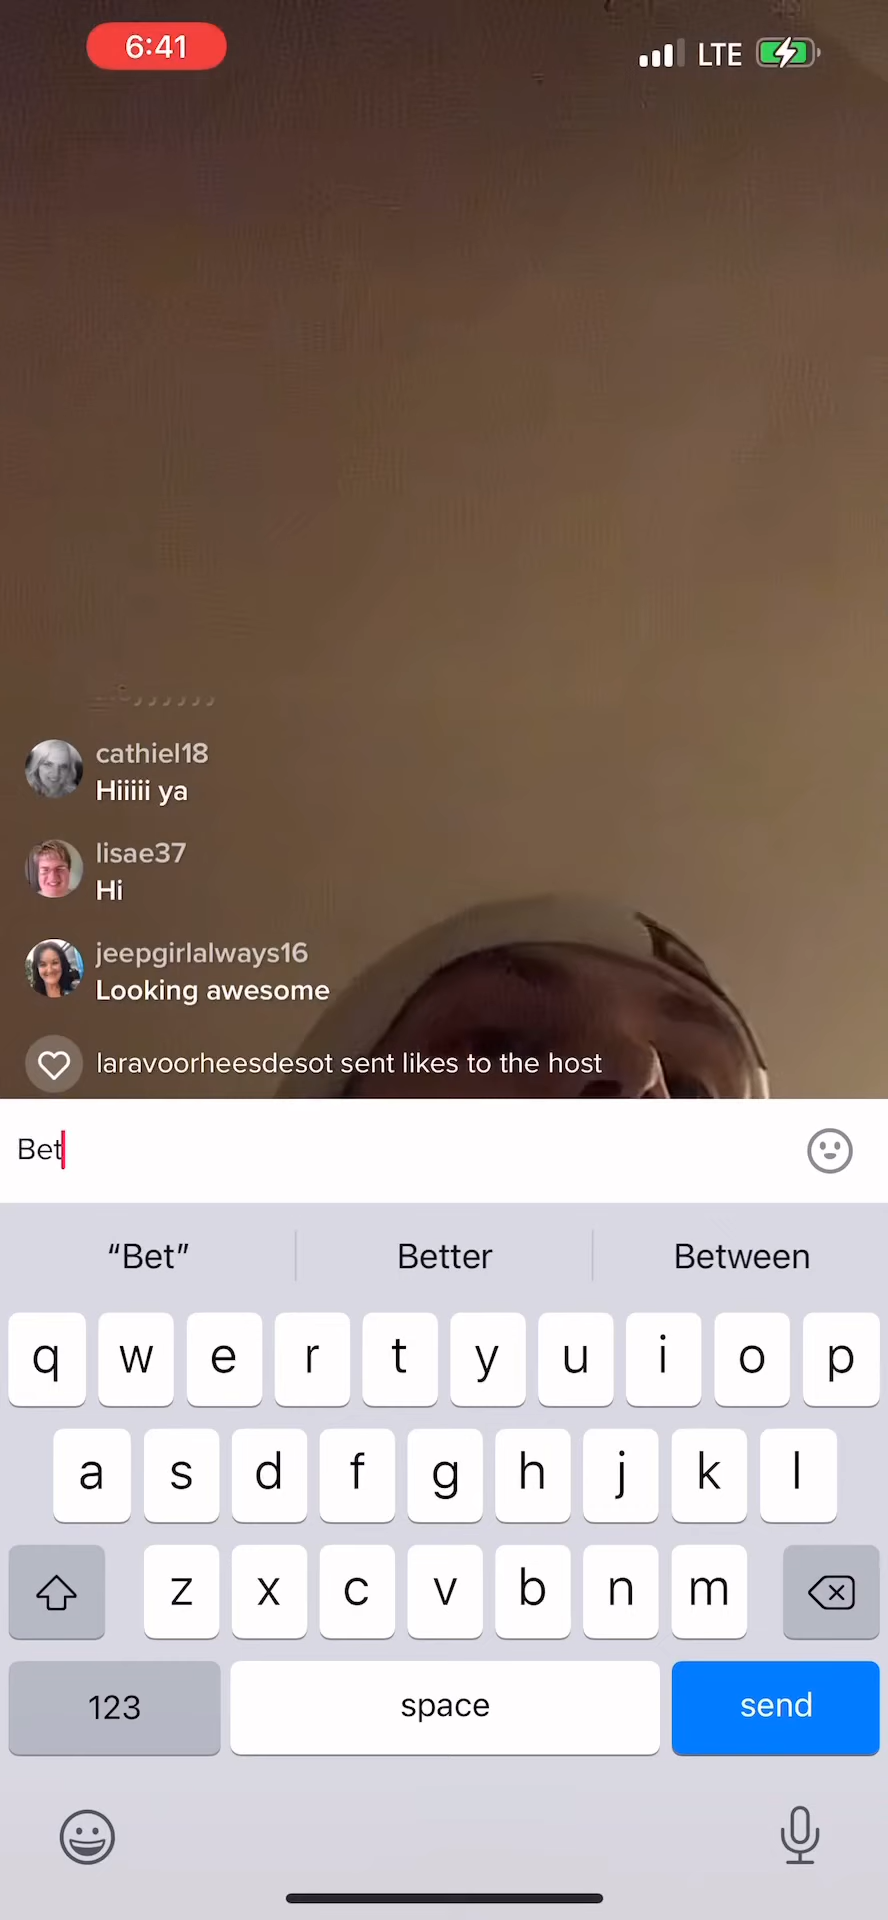 6:41
LTE
cathiel18
Hiiiii ya
lisae37
Hi
jeepgirlalways16
Looking awesome
laravoorheesdesot sent likes to the host
Bet
“Bet” Better Between
q w e r t y u i o p
a s d f g h j k l
z x c v b n m
123 space send